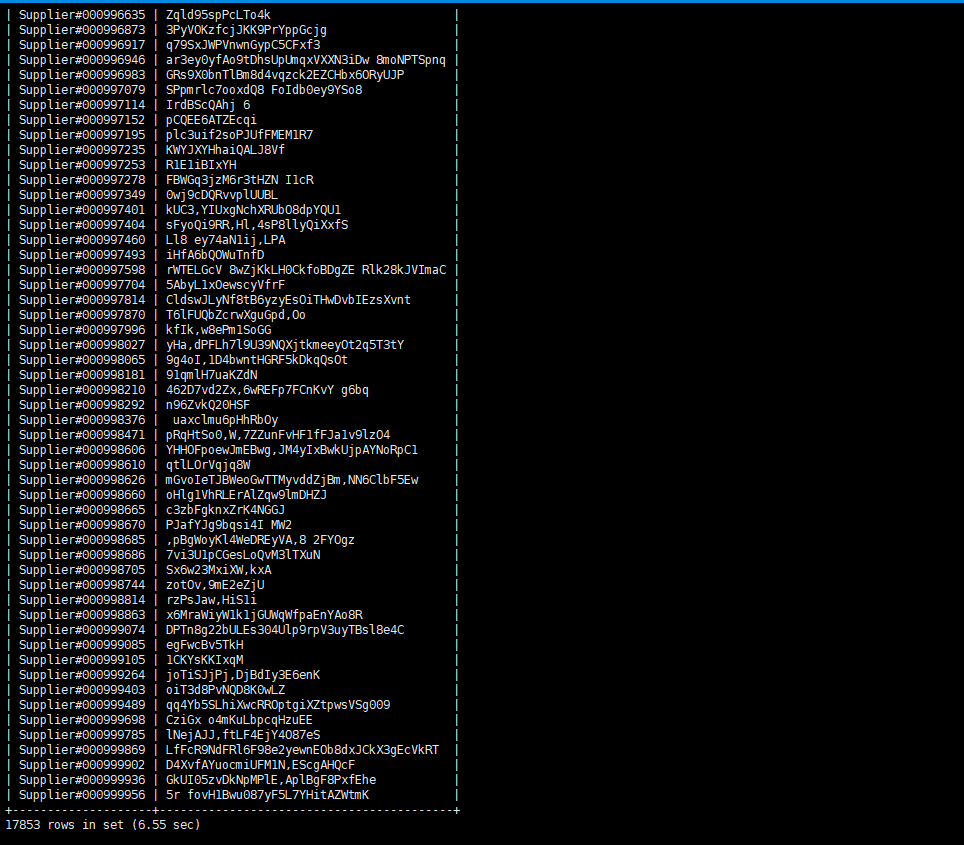 | Supplier#000996635 | Zqld95spPcLTo4k |
| Supplier#000996873 | 3PyVOKzfcjJKK9PrYppGcjg |
| Supplier#000996917 | q79SxJWPVnwnGypC5CFxf3 |
| Supplier#000996946 | ar3ey0yfAo9tDhsUpUmqxVXXN3iDw 8moNPTSpnq |
| Supplier#000996983 | GRs9X0bnTlBm8d4vqzck2EZCHbx6ORyUJP |
| Supplier#000997079 | SPpmrlc7ooxdQ8 FoIdb0ey9YSo8 |
| Supplier#000997114 | IrdBScQAhj 6 |
| Supplier#000997152 | pCQEE6ATZEcqi |
| Supplier#000997195 | plc3uif2soPJUfFMEM1R7 |
| Supplier#000997235 | KWYJXYHhaiQALJ8Vf |
| Supplier#000997253 | R1E1iBIxYH |
| Supplier#000997278 | FBWGq3jzM6r3tHZN I1cR |
| Supplier#000997349 | 0wj9cDQRvvplUUBL |
| Supplier#000997401 | kUC3,YIUxgNchXRUbO8dpYQU1 |
| Supplier#000997404 | sFyoQi9RR,Hl,4sP8llyQiXxfS |
| Supplier#000997460 | Ll8 ey74aN1ij,LPA |
| Supplier#000997493 | iHfA6bQOWuTnfD |
| Supplier#000997598 | rWTELGcV 8wZjKkLH0CkfoBDgZE Rlk28kJVImaC |
| Supplier#000997704 | 5AbyL1xOewscyVfrF |
| Supplier#000997814 | CldswJLyNf8tB6yzyEsOiTHwDvbIEzsXvnt |
| Supplier#000997870 | T6lFUQbZcrwXguGpd,Oo |
| Supplier#000997996 | kfIk,w8ePm1SoGG |
| Supplier#000998027 | yHa,dPFLh7l9U39NQXjtkmeeyOt2q5T3tY |
| Supplier#000998065 | 9g4oI,1D4bwntHGRF5kDkqQsOt |
| Supplier#000998181 | 91qmlH7uaKZdN |
| Supplier#000998210 | 462D7vd2Zx,6wREFp7FCnKvY g6bq |
| Supplier#000998292 | n96ZvkQ20HSF |
| Supplier#000998376 |  uaxclmu6pHhRbOy |
| Supplier#000998471 | pRqHtSo0,W,7ZZunFvHF1fFJa1v9lzO4 |
| Supplier#000998606 | YHHOFpoewJmEBwg,JM4yIxBwkUjpAYNoRpC1 |
| Supplier#000998610 | qtlLOrVqjq8W |
| Supplier#000998626 | mGvoIeTJBWeoGwTTMyvddZjBm,NN6ClbF5Ew |
| Supplier#000998660 | oHlg1VhRLErAlZqw9lmDHZJ |
| Supplier#000998665 | c3zbFgknxZrK4NGGJ |
| Supplier#000998670 | PJafYJg9bqsi4I MW2 |
| Supplier#000998685 | ,pBgWoyKl4WeDREyVA,8 2FYOgz |
| Supplier#000998686 | 7vi3U1pCGesLoQvM3lTXuN |
| Supplier#000998705 | Sx6w23MxiXW,kxA |
| Supplier#000998744 | zotOv,9mE2eZjU |
| Supplier#000998814 | rzPsJaw,HiS1i |
| Supplier#000998863 | x6MraWiyW1k1jGUWqWfpaEnYAo8R |
| Supplier#000999074 | DPTn8g22bULEs304Ulp9rpV3uyTBsl8e4C |
| Supplier#000999085 | egFwcBv5TkH |
| Supplier#000999105 | 1CKYsKKIxqM |
| Supplier#000999264 | joTiSJjPj,DjBdIy3E6enK |
| Supplier#000999403 | oiT3d8PvNQD8K0wLZ |
| Supplier#000999489 | qq4Yb5SLhiXwcRROptgiXZtpwsVSg009 |
| Supplier#000999698 | CziGx o4mKuLbpcqHzuEE |
| Supplier#000999785 | lNejAJJ,ftLF4EjY4O87eS |
| Supplier#000999869 | LfFcR9NdFRl6F98e2yewnEOb8dxJCkX3gEcVkRT |
| Supplier#000999902 | D4XvfAYuocmiUFM1N,EScgAHQcF |
| Supplier#000999936 | GkUI05zvDkNpMPlE,AplBgF8PxfEhe |
| Supplier#000999956 | 5r fovH1Bwu087yF5L7YHitAZWtmK |
+--------------------+------------------------------------------+
17853 rows in set (6.55 sec)